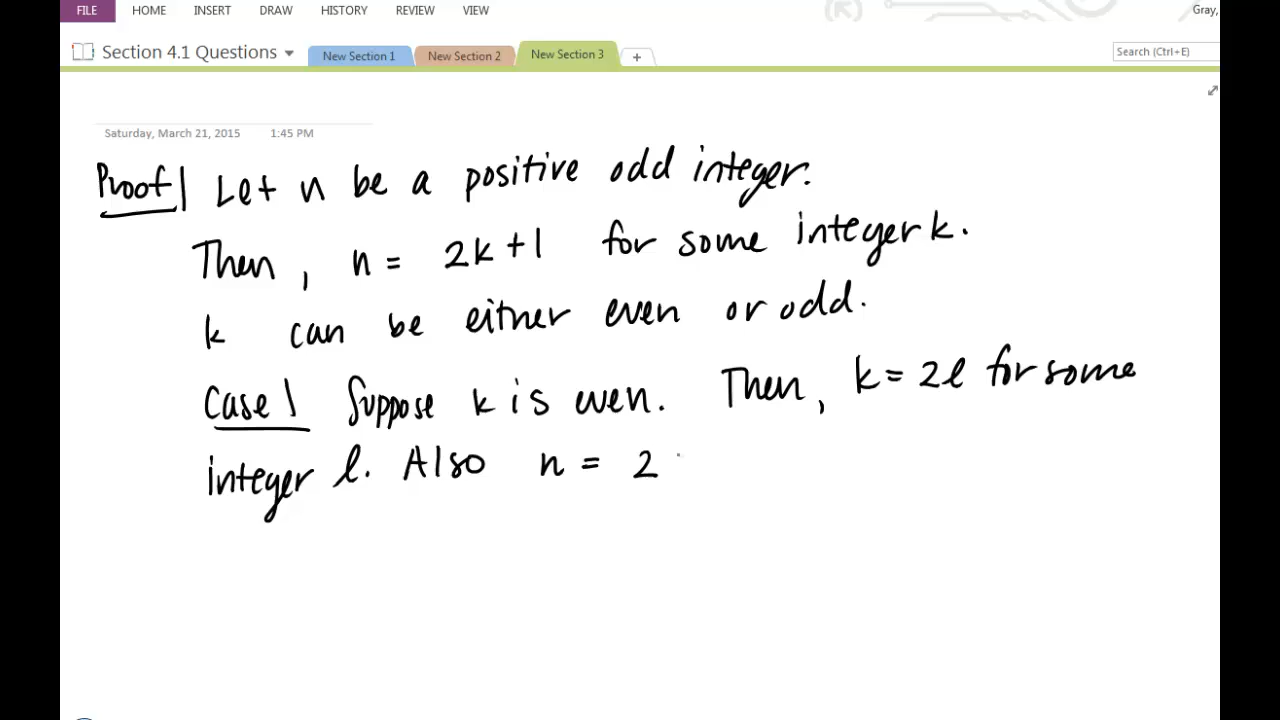 FILE HOME INSERT DRAW HISTORY REVIEW VIEW Gray,
Section 4.1 Questions New Section 1 New Section 2 New Section 3 + Search (Ctrl+E)
Saturday, March 21, 2015 1:45 PM
Proof| Let n be a positive odd integer.
Then, n = 2k+1 for some integer k.
k can be either even or odd.
Case 1 Suppose k is even. Then, k = 2l for some
integer l. Also n = 2